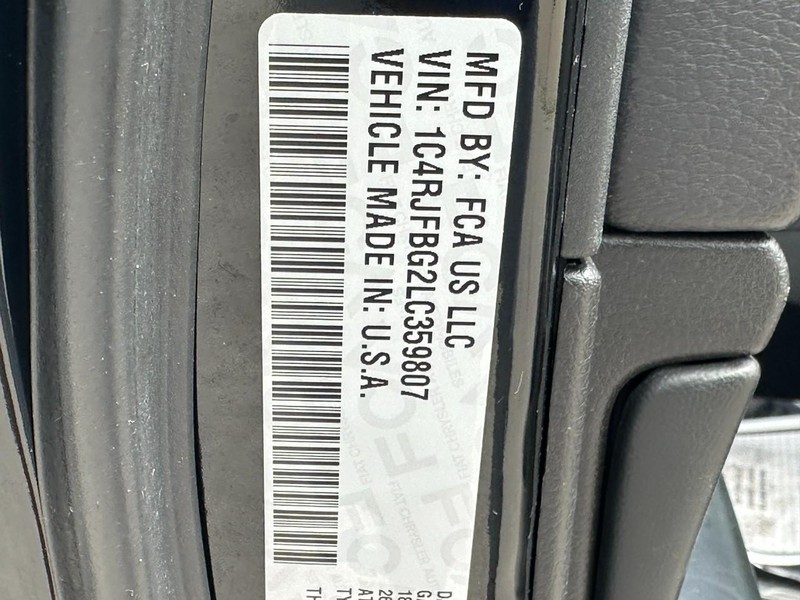 MFD BY: FCA US LLC
VIN: 1C4RJFBG2LC359807
VEHICLE MADE IN: U.S.A.